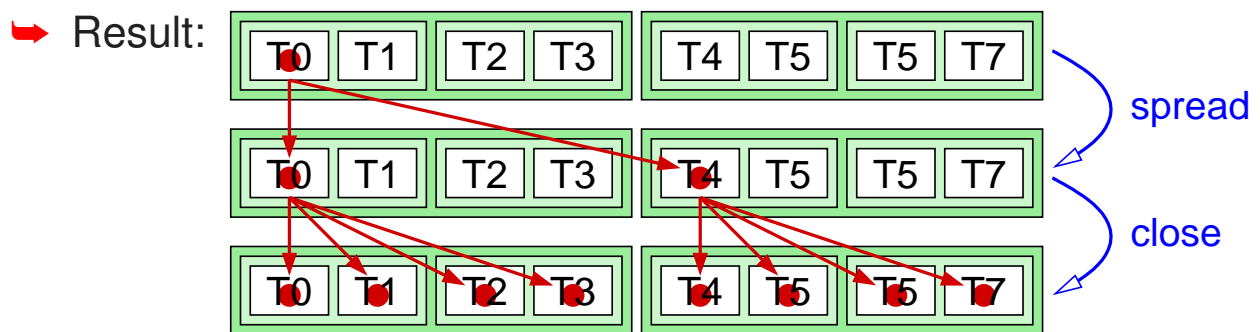 Result: T0 T1 T2 T3 T4 T5 T5 T7
spread
T0 T1 T2 T3 T4 T5 T5 T7
close
T0 T1 T2 T3 T4 T5 T5 T7